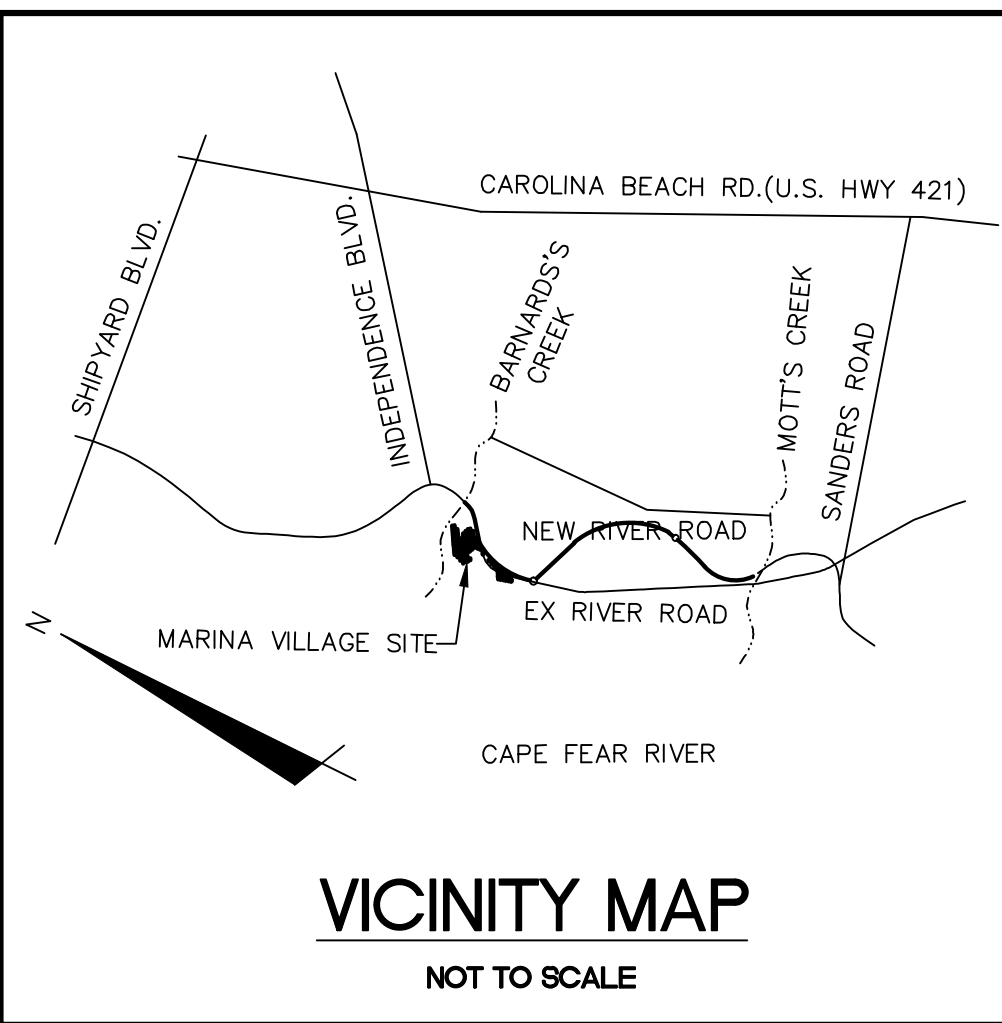 CAROLINA BEACH RD.(U.S. HWY 421)
SHIPYARD BLVD.
INDEPENDENCE BLVD.
BARNARDS'S
CREEK
MOTT'S CREEK
SANDERS ROAD
NEW RIVER ROAD
EX RIVER ROAD
N
MARINA VILLAGE SITE
CAPE FEAR RIVER
VICINITY MAP
NOT TO SCALE